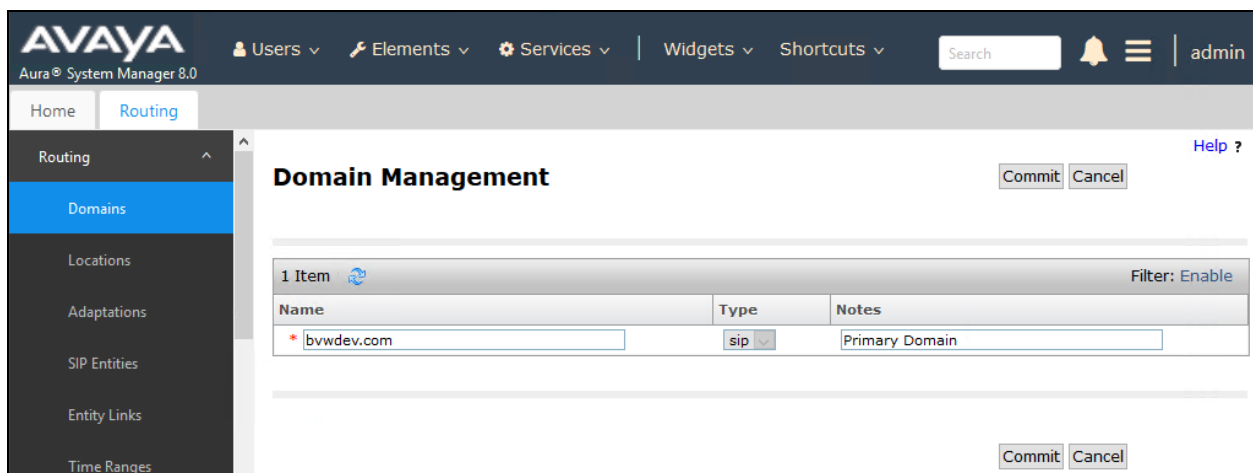 AVAYA
Aura® System Manager 8.0
Users
Elements
Services
Widgets
Shortcuts
Search
admin
Home
Routing
Routing
Domains
Locations
Adaptations
SIP Entities
Entity Links
Time Ranges
Help ?
Domain Management
Commit Cancel
1 Item
Filter: Enable
Name Type Notes
* bvwdev.com sip Primary Domain
Commit Cancel